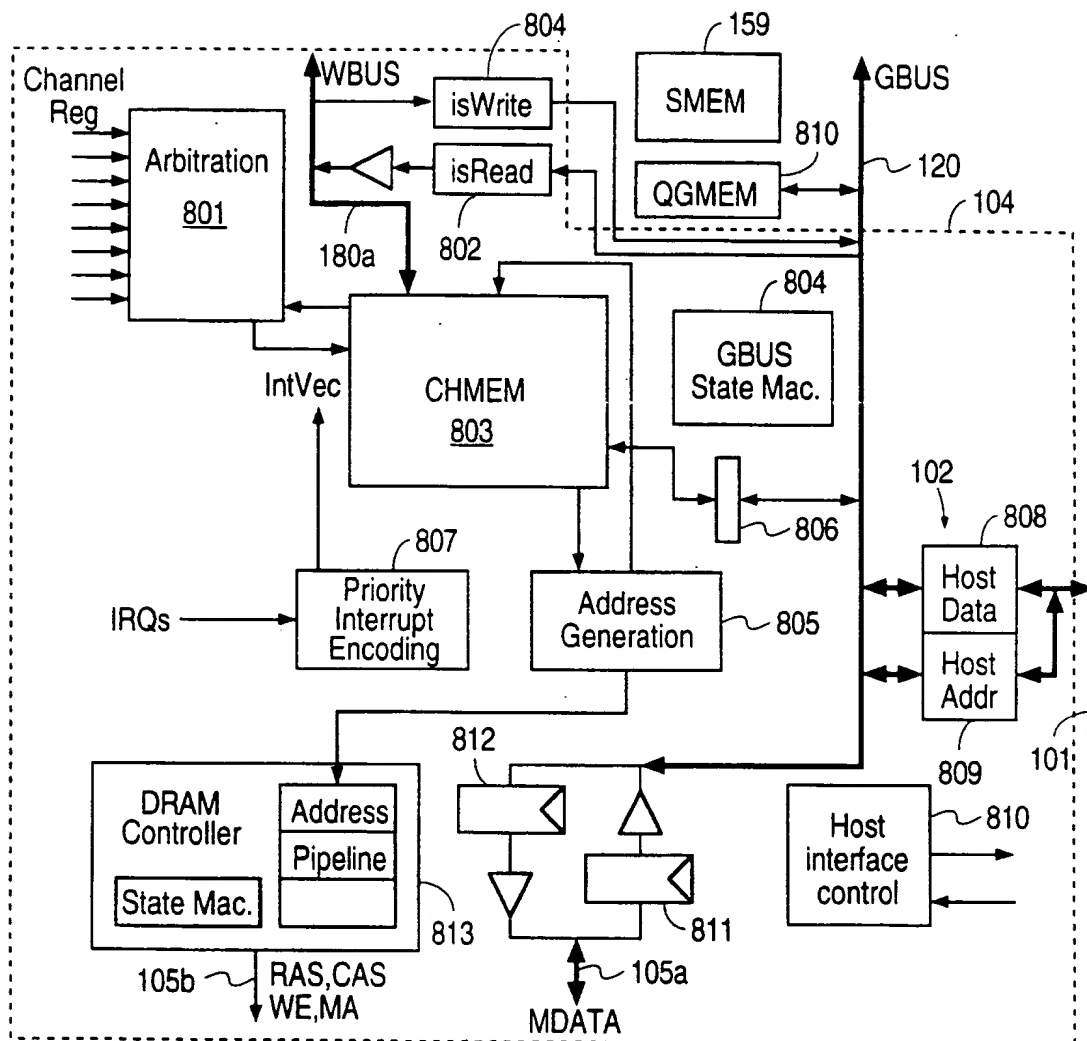 804
159
WBUS
GBUS
Channel
Reg
isWrite
SMEM
Arbitration
801
810
isRead
QGMEM
120
104
180a
802
804
GBUS
State Mac.
IntVec
CHMEM
803
102
808
806
807
Priority
Interrupt
Encoding
IRQs
Address
Generation
805
Host
Data
Host
Addr
101
809
812
DRAM
Controller
Address
Pipeline
State Mac.
813
811
Host
interface
control
810
105b
RAS,CAS
WE,MA
105a
MDATA